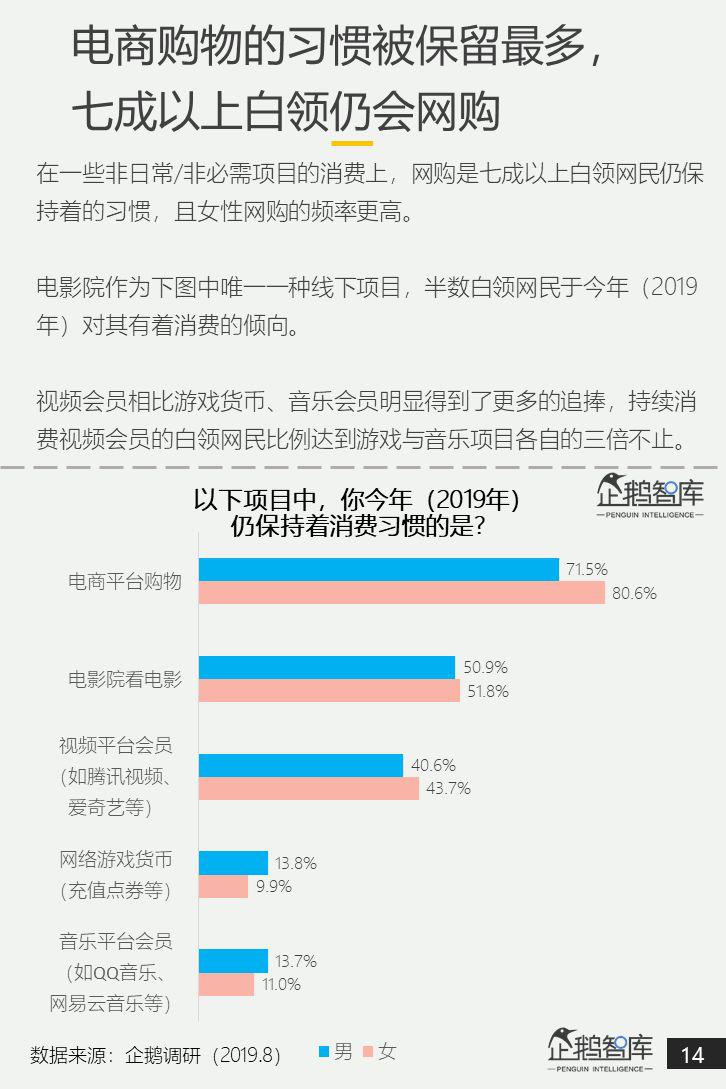 电商购物的习惯被保留最多，
七成以上白领仍会网购
在一些非日常/非必需项目的消费上，网购是七成以上白领网民仍保
持着的习惯，且女性网购的频率更高。
电影院作为下图中唯一一种线下项目，半数白领网民于今年（2019
年）对其有着消费的倾向。
视频会员相比游戏货币、音乐会员明显得到了更多的追捧，持续消
费视频会员的白领网民比例达到游戏与音乐项目各自的三倍不止。
企鹅智库
PENGUIN INTELLIGENCE
以下项目中，你今年（2019年）
仍保持着消费习惯的是？
电商平台购物
71.5%
80.6%
电影院看电影
50.9%
51.8%
视频平台会员
（如腾讯视频、
爱奇艺等）
40.6%
43.7%
网络游戏货币
（充值点券等）
13.8%
9.9%
音乐平台会员
（如QQ音乐、
网易云音乐等）
13.7%
11.0%
数据来源：企鹅调研（2019.8）
男 女
企鹅智库
PENGUIN INTELLIGENCE
14